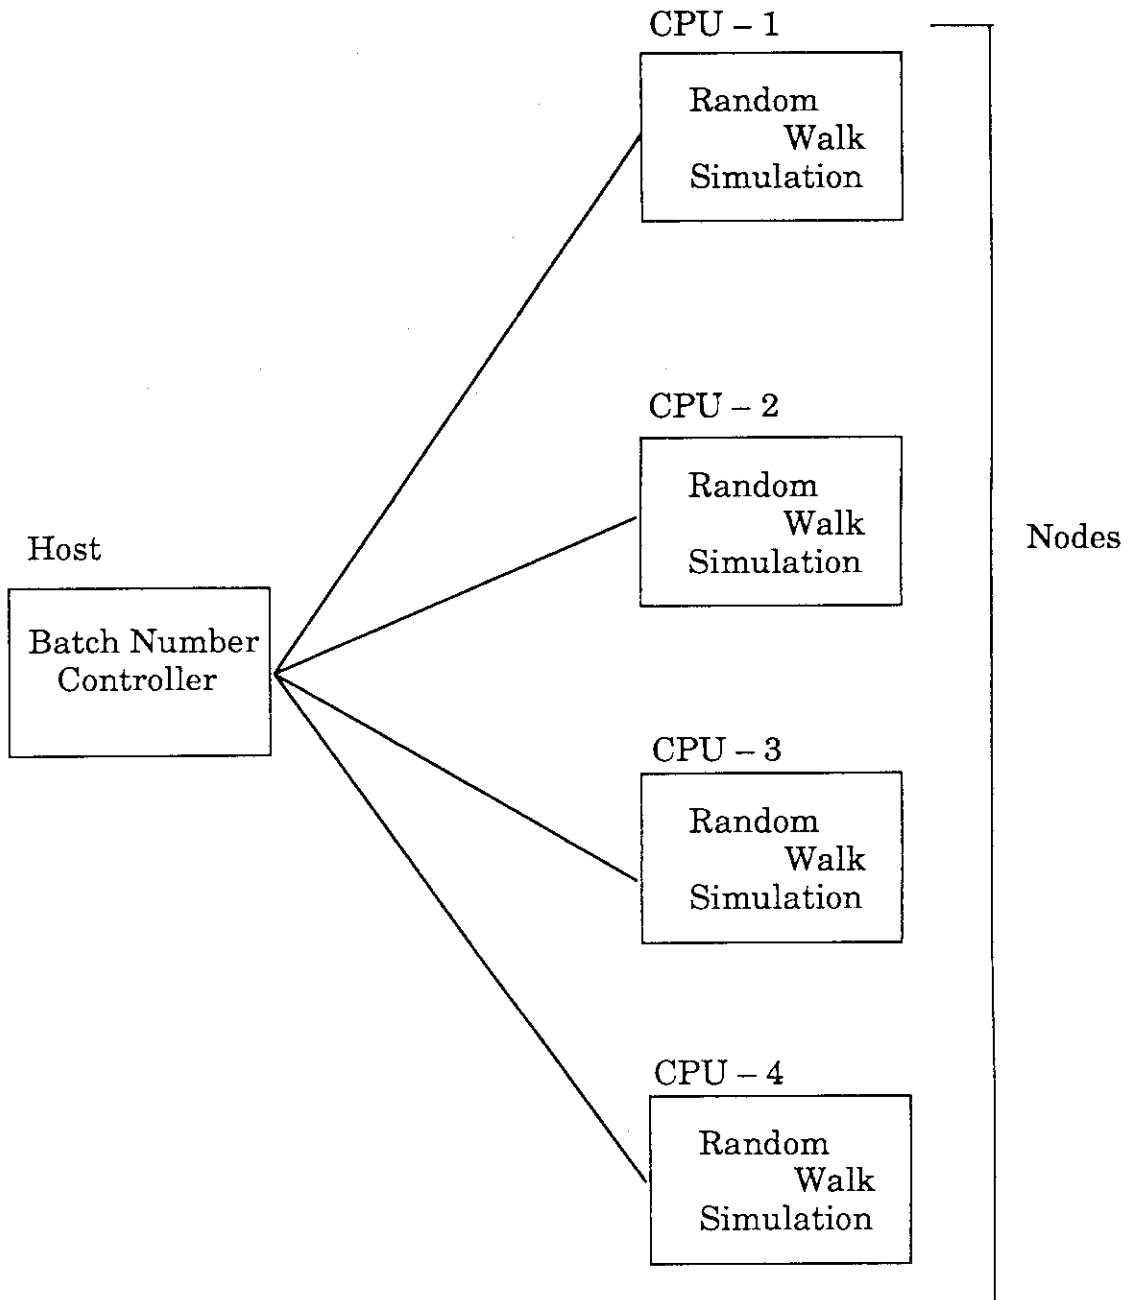 CPU – 1
Random
Walk
Simulation
CPU – 2
Random
Walk
Simulation
Nodes
Host
Batch Number
Controller
CPU – 3
Random
Walk
Simulation
CPU – 4
Random
Walk
Simulation